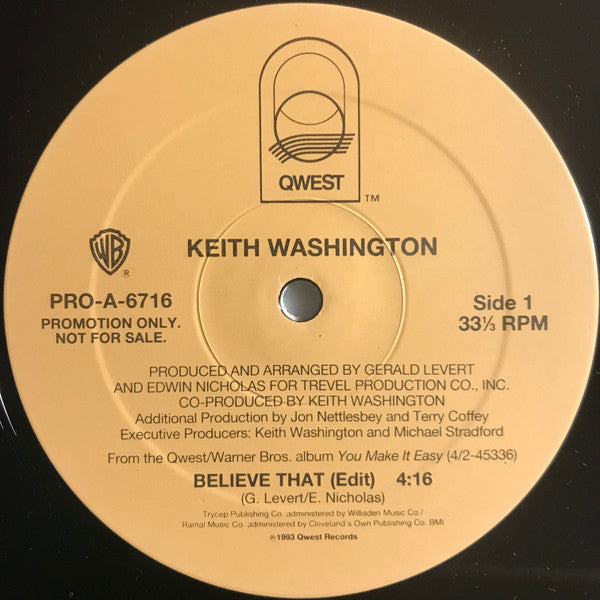 QWEST
TM
WB
R
KEITH WASHINGTON
PRO-A-6716
PROMOTION ONLY.
NOT FOR SALE.
Side 1
33⅓ RPM
PRODUCED AND ARRANGED BY GERALD LEVERT
AND EDWIN NICHOLAS FOR TREVEL PRODUCTION CO., INC.
CO-PRODUCED BY KEITH WASHINGTON
Additional Production by Jon Nettlesbey and Terry Coffey
Executive Producers: Keith Washington and Michael Stradford
From the Qwest/Warner Bros. album You Make It Easy (4/2-45336)
BELIEVE THAT (Edit) 4:16
(G. Levert/E. Nicholas)
Trycep Publishing Co. administered by Willisden Music Co./
Ramal Music Co. administered by Cleveland's Own Publishing Co. BMI
℗1993 Qwest Records